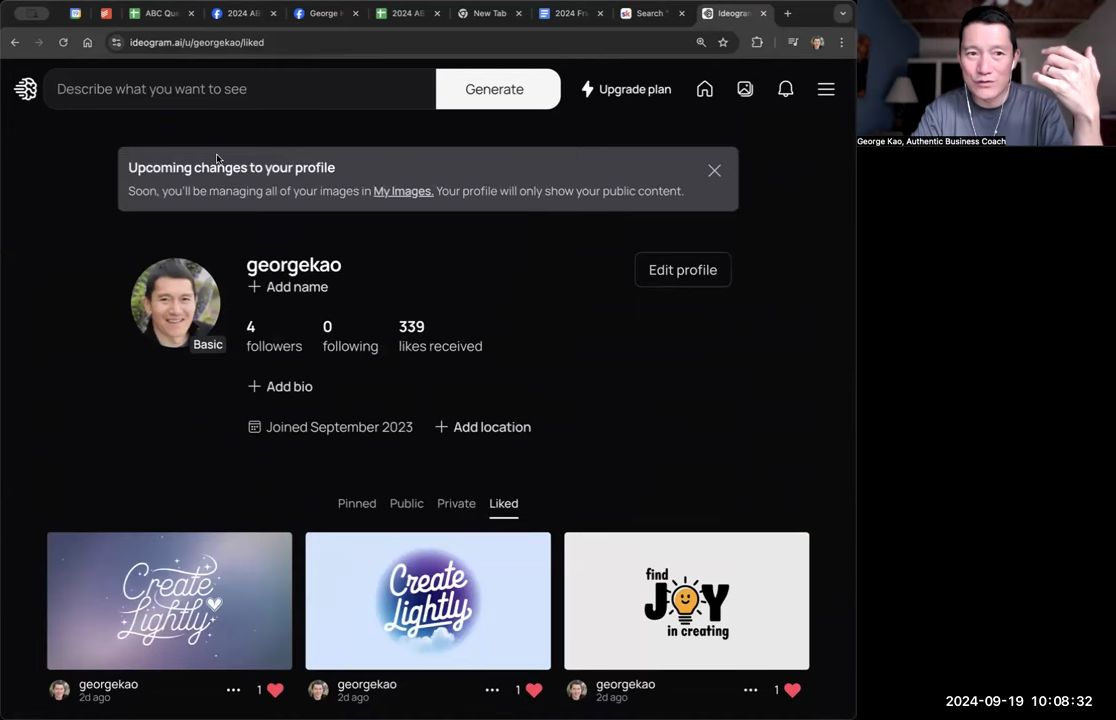 ABC Qu
2024 AB
George
2024 AB
New Tab
2024 Fr
Search
Ideogram
ideogram.ai/u/georgekao/liked
Describe what you want to see
Generate
Upgrade plan
George Kao, Authentic Business Coach
Upcoming changes to your profile
Soon, you'll be managing all of your images in My Images. Your profile will only show your public content.
georgekao
Add name
Edit profile
Basic
4 followers
0 following
339 likes received
Add bio
Joined September 2023
Add location
Pinned
Public
Private
Liked
Create
Lightly
Create
Lightly
find
JOY
in creating
georgekao
2d ago
1
georgekao
2d ago
1
georgekao
2d ago
1
2024-09-19 10:08:32